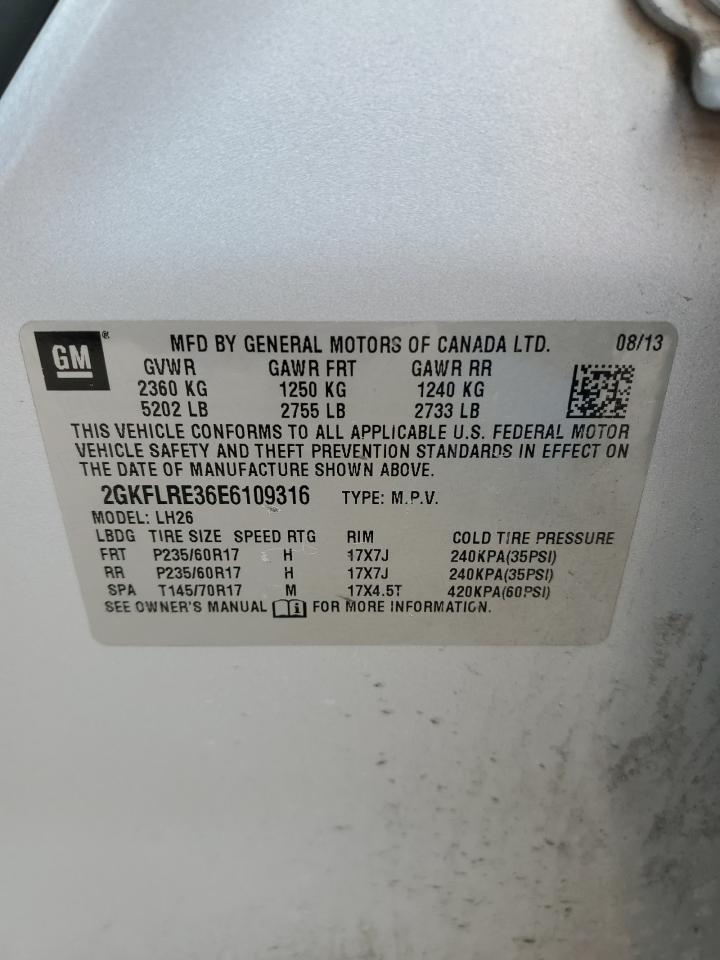 GM®
MFD BY GENERAL MOTORS OF CANADA LTD. 08/13
GVWR GAWR FRT GAWR RR
2360 KG 1250 KG 1240 KG
5202 LB 2755 LB 2733 LB
THIS VEHICLE CONFORMS TO ALL APPLICABLE U.S. FEDERAL MOTOR
VEHICLE SAFETY AND THEFT PREVENTION STANDARDS IN EFFECT ON
THE DATE OF MANUFACTURE SHOWN ABOVE.
2GKFLRE36E6109316 TYPE: M.P.V.
MODEL: LH26
LBDG TIRE SIZE SPEED RTG RIM COLD TIRE PRESSURE
FRT P235/60R17 H 17X7J 240KPA(35PSI)
RR P235/60R17 H 17X7J 240KPA(35PSI)
SPA T145/70R17 M 17X4.5T 420KPA(60PSI)
SEE OWNER'S MANUAL i FOR MORE INFORMATION.